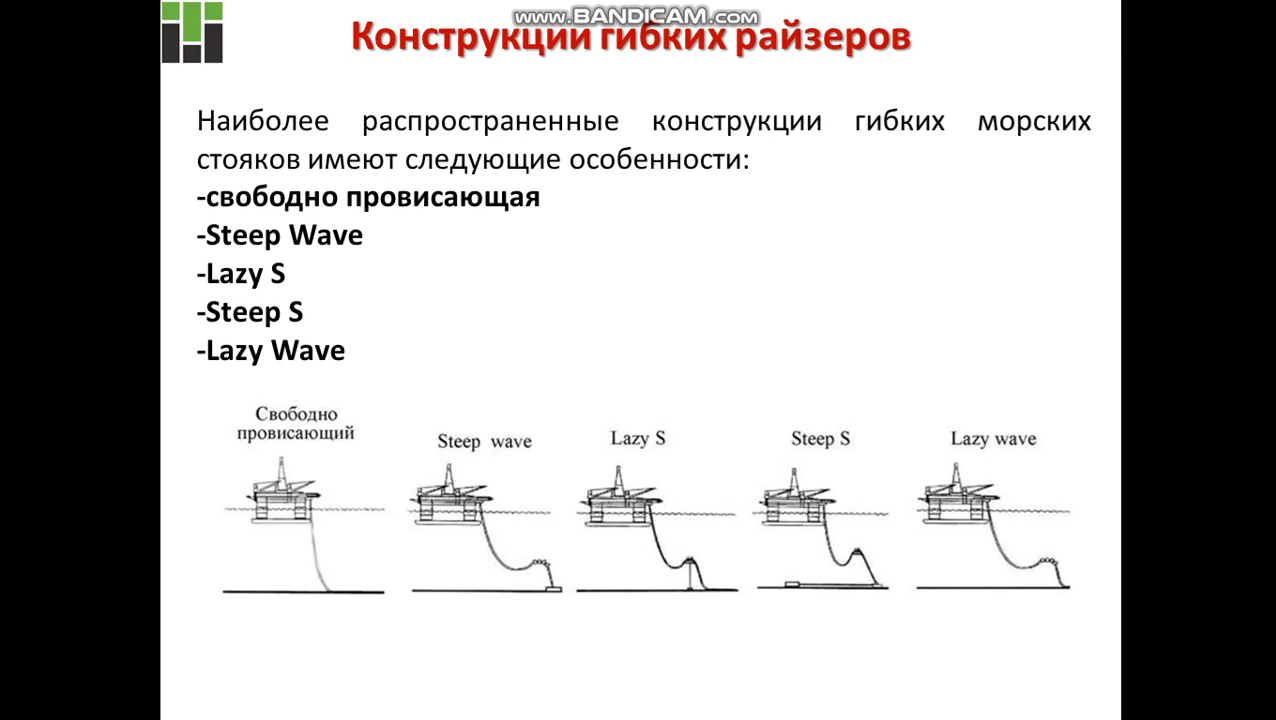 www.BANDICAM.com
Конструкции гибких райзеров
Наиболее распространенные конструкции гибких морских
стояков имеют следующие особенности:
-свободно провисающая
-Steep Wave
-Lazy S
-Steep S
-Lazy Wave
Свободно
провисающий
Steep wave
Lazy S
Steep S
Lazy wave